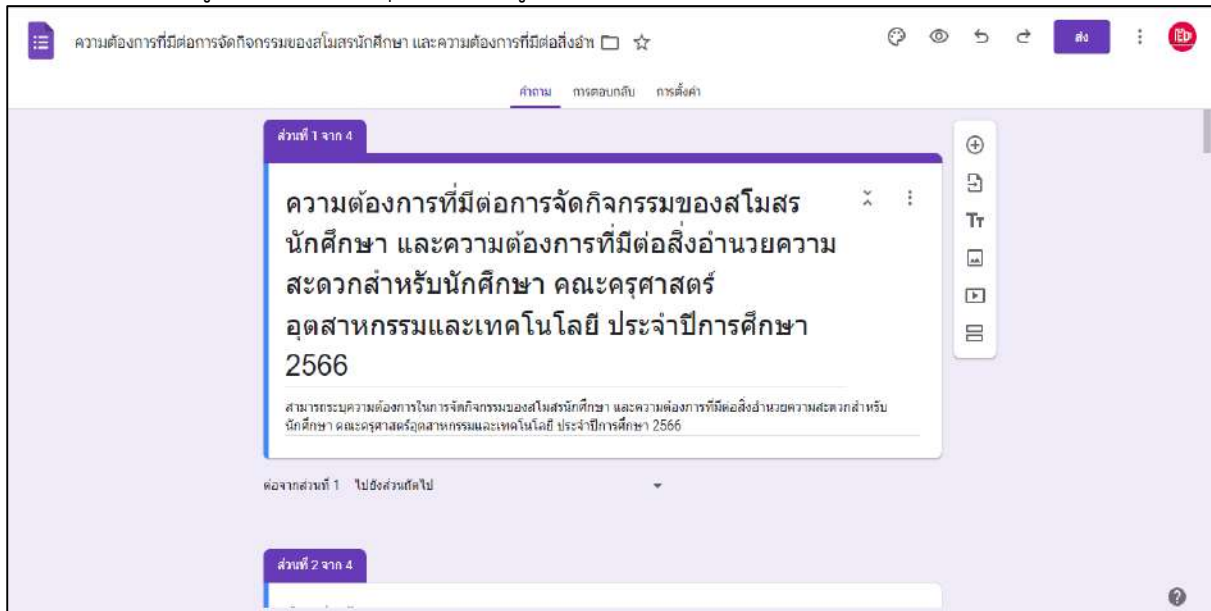 ความต้องการที่มีต่อการจัดกิจกรรมของสโมสรนักศึกษา และความต้องการที่มีต่อสิ่งอำ
ส่ง
คำถาม การตอบกลับ การตั้งค่า
ส่วนที่ 1 จาก 4
ความต้องการที่มีต่อการจัดกิจกรรมของสโมสร
นักศึกษา และความต้องการที่มีต่อสิ่งอำนวยความ
สะดวกสำหรับนักศึกษา คณะครุศาสตร์
อุตสาหกรรมและเทคโนโลยี ประจำปีการศึกษา
2566
สามารถระบุความต้องการในการจัดกิจกรรมของสโมสรนักศึกษา และความต้องการที่มีต่อสิ่งอำนวยความสะดวกสำหรับ
นักศึกษา คณะครุศาสตร์อุตสาหกรรมและเทคโนโลยี ประจำปีการศึกษา 2566
ต่อจากส่วนที่ 1 ไปยังส่วนถัดไป
ส่วนที่ 2 จาก 4